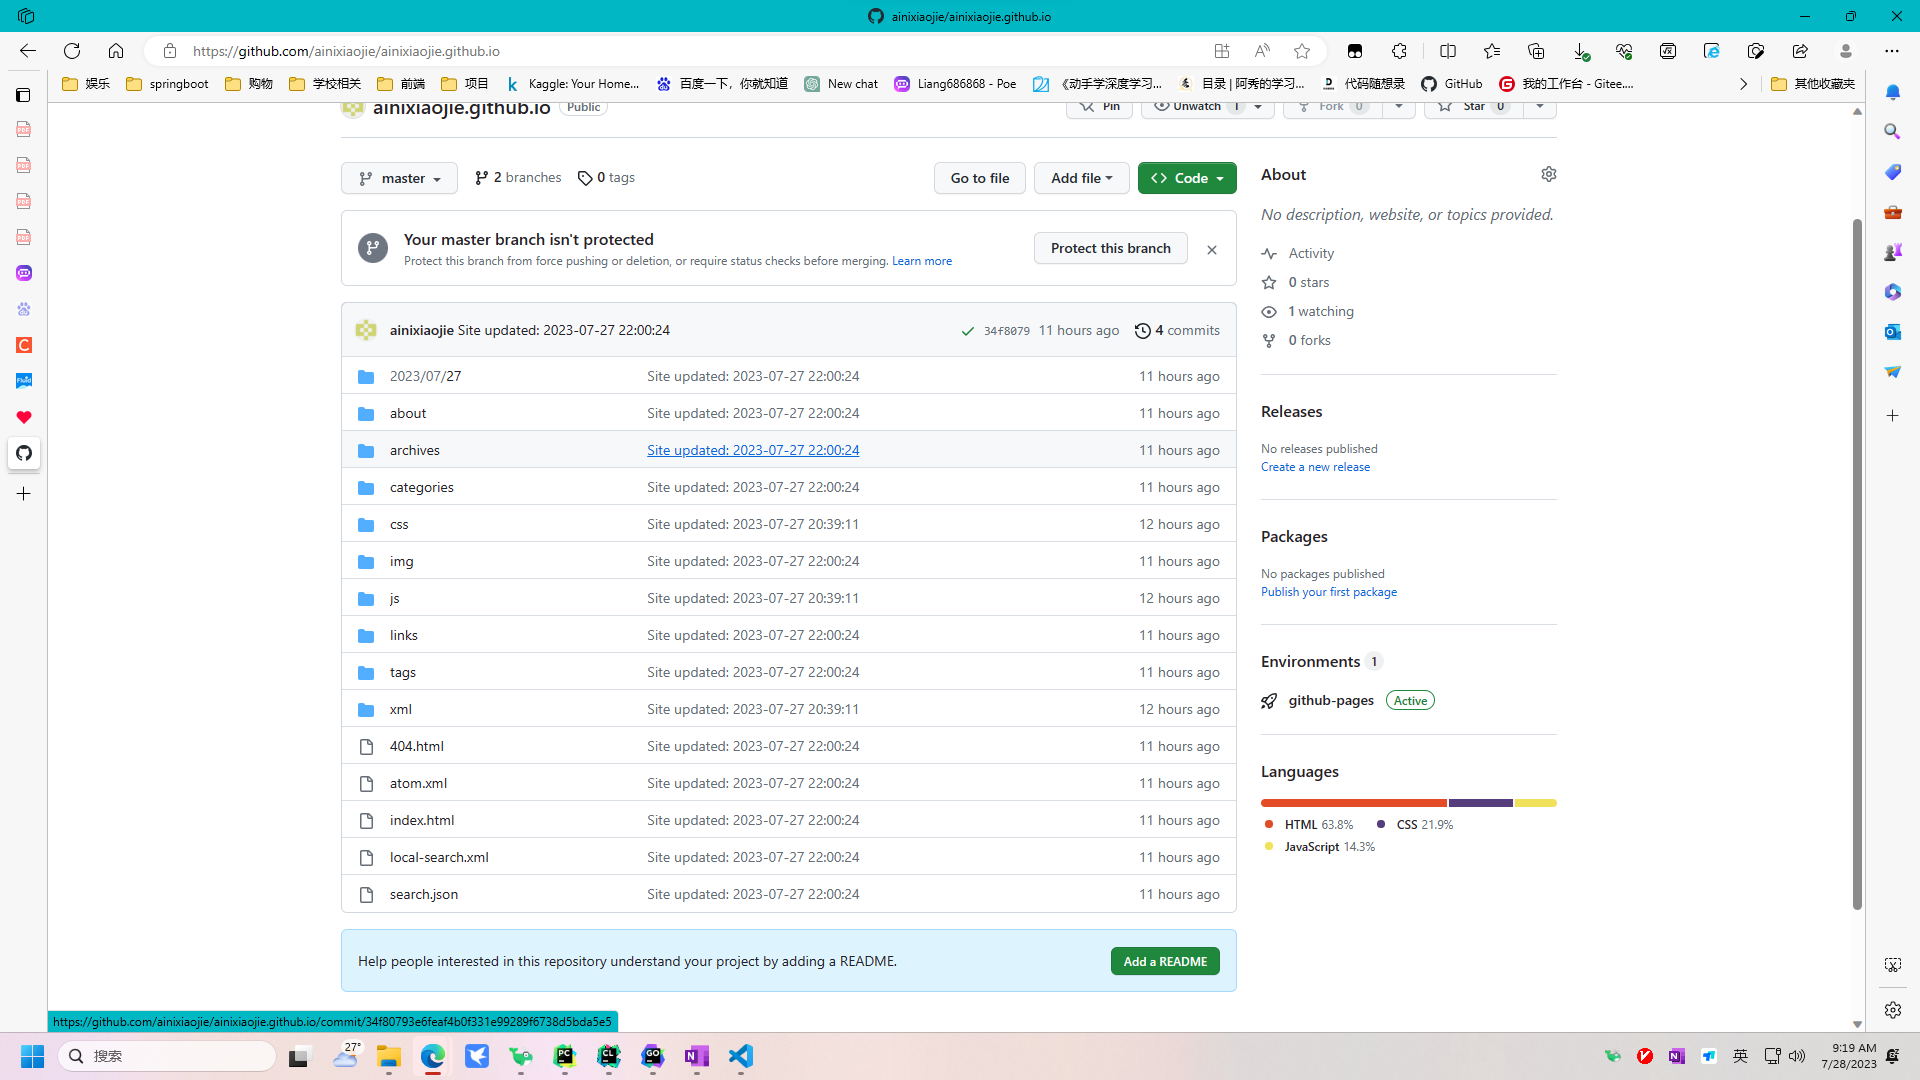 ainixiaojie/ainixiaojie.github.io
https://github.com/ainixiaojie/ainixiaojie.github.io
娱乐
springboot
购物
学校相关
前端
项目
Kaggle: Your Home...
百度一下，你就知道
New chat
Liang686868 - Poe
《动手学深度学习...
目录 | 阿秀的学习...
代码随想录
GitHub
我的工作台 - Gitee....
其他收藏夹
ainixiaojie.github.io Public
Pin
Unwatch 1
Fork 0
Star 0
master
2 branches
0 tags
Go to file
Add file
Code
Your master branch isn't protected
Protect this branch from force pushing or deletion, or require status checks before merging. Learn more
Protect this branch
ainixiaojie Site updated: 2023-07-27 22:00:24
34f8079 11 hours ago
4 commits
2023/07/27 Site updated: 2023-07-27 22:00:24 11 hours ago
about Site updated: 2023-07-27 22:00:24 11 hours ago
archives Site updated: 2023-07-27 22:00:24 11 hours ago
categories Site updated: 2023-07-27 22:00:24 11 hours ago
css Site updated: 2023-07-27 20:39:11 12 hours ago
img Site updated: 2023-07-27 22:00:24 11 hours ago
js Site updated: 2023-07-27 20:39:11 12 hours ago
links Site updated: 2023-07-27 22:00:24 11 hours ago
tags Site updated: 2023-07-27 22:00:24 11 hours ago
xml Site updated: 2023-07-27 20:39:11 12 hours ago
404.html Site updated: 2023-07-27 22:00:24 11 hours ago
atom.xml Site updated: 2023-07-27 22:00:24 11 hours ago
index.html Site updated: 2023-07-27 22:00:24 11 hours ago
local-search.xml Site updated: 2023-07-27 22:00:24 11 hours ago
search.json Site updated: 2023-07-27 22:00:24 11 hours ago
Help people interested in this repository understand your project by adding a README.
Add a README
About
No description, website, or topics provided.
Activity
0 stars
1 watching
0 forks
Releases
No releases published
Create a new release
Packages
No packages published
Publish your first package
Environments 1
github-pages Active
Languages
HTML 63.8%
CSS 21.9%
JavaScript 14.3%
https://github.com/ainixiaojie/ainixiaojie.github.io/commit/34f80793e6feaf4b0f331e99289f6738d5bda5e5
搜索
27°
英
9:19 AM
7/28/2023